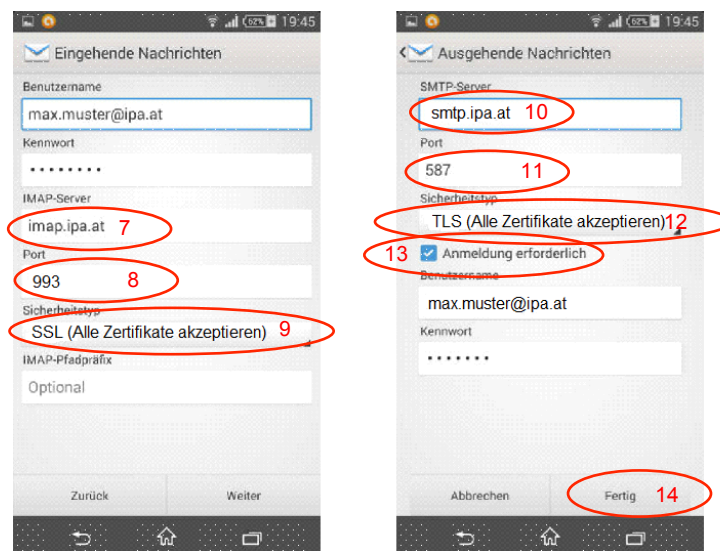 62% 19:45
Eingehende Nachrichten
Benutzername
max.muster@ipa.at
Kennwort
••••••••
IMAP-Server
imap.ipa.at 7
Port
993 8
Sicherheitstyp
SSL (Alle Zertifikate akzeptieren) 9
IMAP-Pfadpräfix
Optional
Zurück Weiter
62% 19:45
Ausgehende Nachrichten
SMTP-Server
smtp.ipa.at 10
Port
587 11
Sicherheitstyp
TLS (Alle Zertifikate akzeptieren) 12
13 Anmeldung erforderlich
Benutzername
max.muster@ipa.at
Kennwort
•••••••
Abbrechen Fertig 14